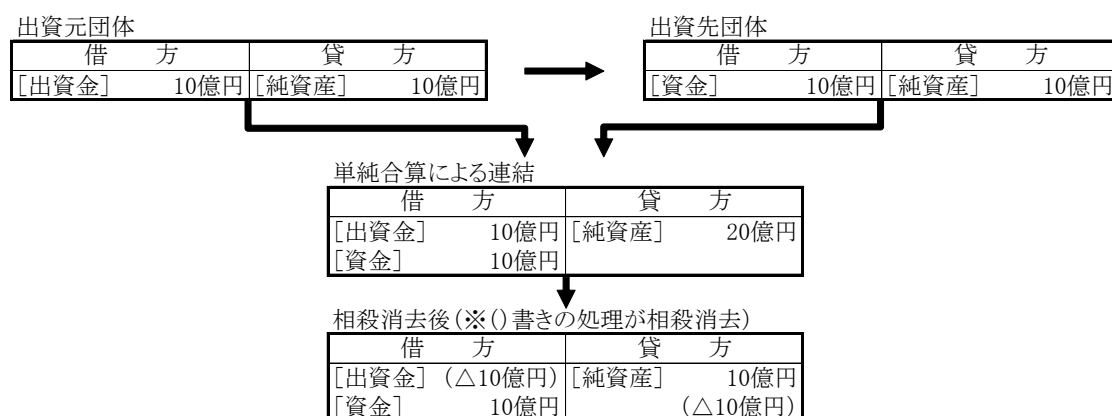 出資元団体
借　方　貸　方
[出資金]　10億円　[純資産]　10億円
出資先団体
借　方　貸　方
[資金]　10億円　[純資産]　10億円
単純合算による連結
借　方　貸　方
[出資金]　10億円　[純資産]　20億円
[資金]　10億円
相殺消去後(※()書きの処理が相殺消去)
借　方　貸　方
[出資金]　(△10億円)　[純資産]　10億円
[資金]　10億円　(△10億円)